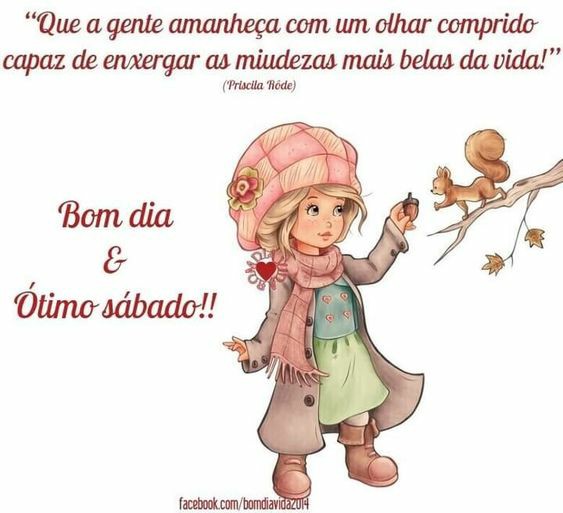 “Que a gente amanheça com um olhar comprido
capaz de enxergar as miudezas mais belas da vida!”
(Priscila Rôde)
Bom dia
&
Ótimo sábado!!
facebook.com/bomdiavida2014